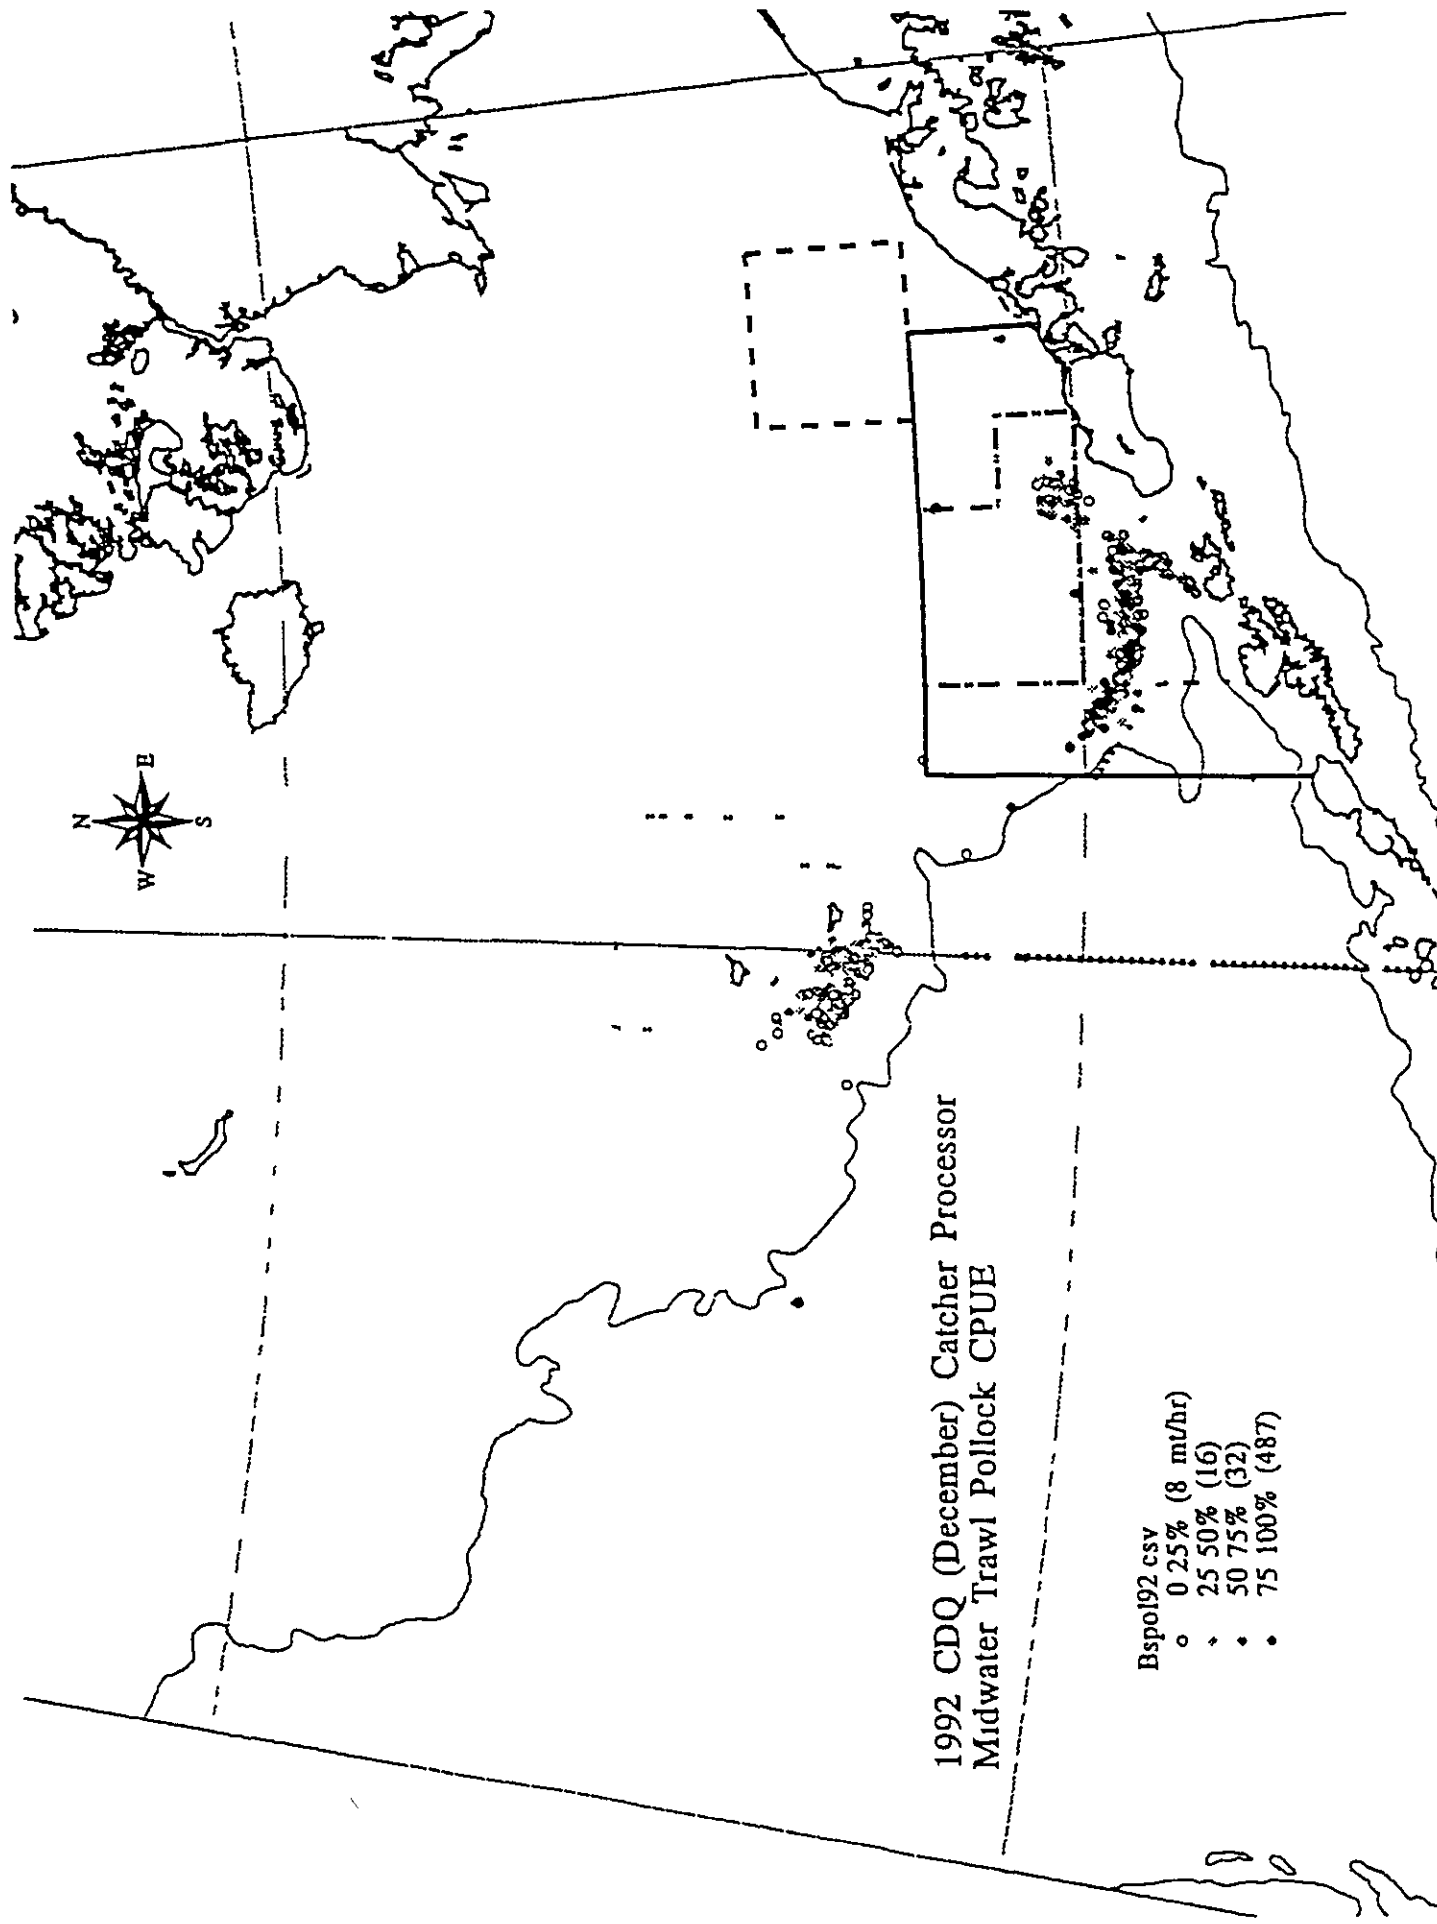 N
W E
S
1992 CDQ (December) Catcher Processor
Midwater Trawl Pollock CPUE
Bspol92 csv
0 25% (8 mt/hr)
25 50% (16)
50 75% (32)
75 100% (487)